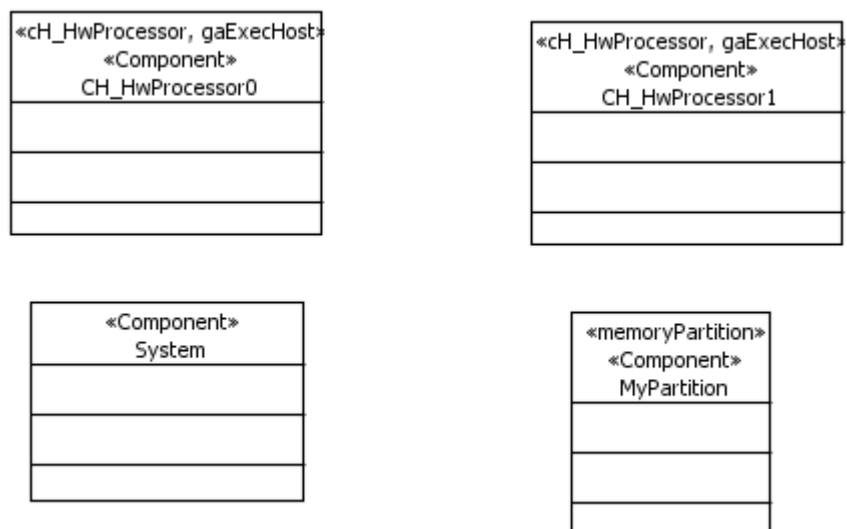 «cH_HwProcessor, gaExecHost»
«Component»
CH_HwProcessor0
«cH_HwProcessor, gaExecHost»
«Component»
CH_HwProcessor1
«Component»
System
«memoryPartition»
«Component»
MyPartition